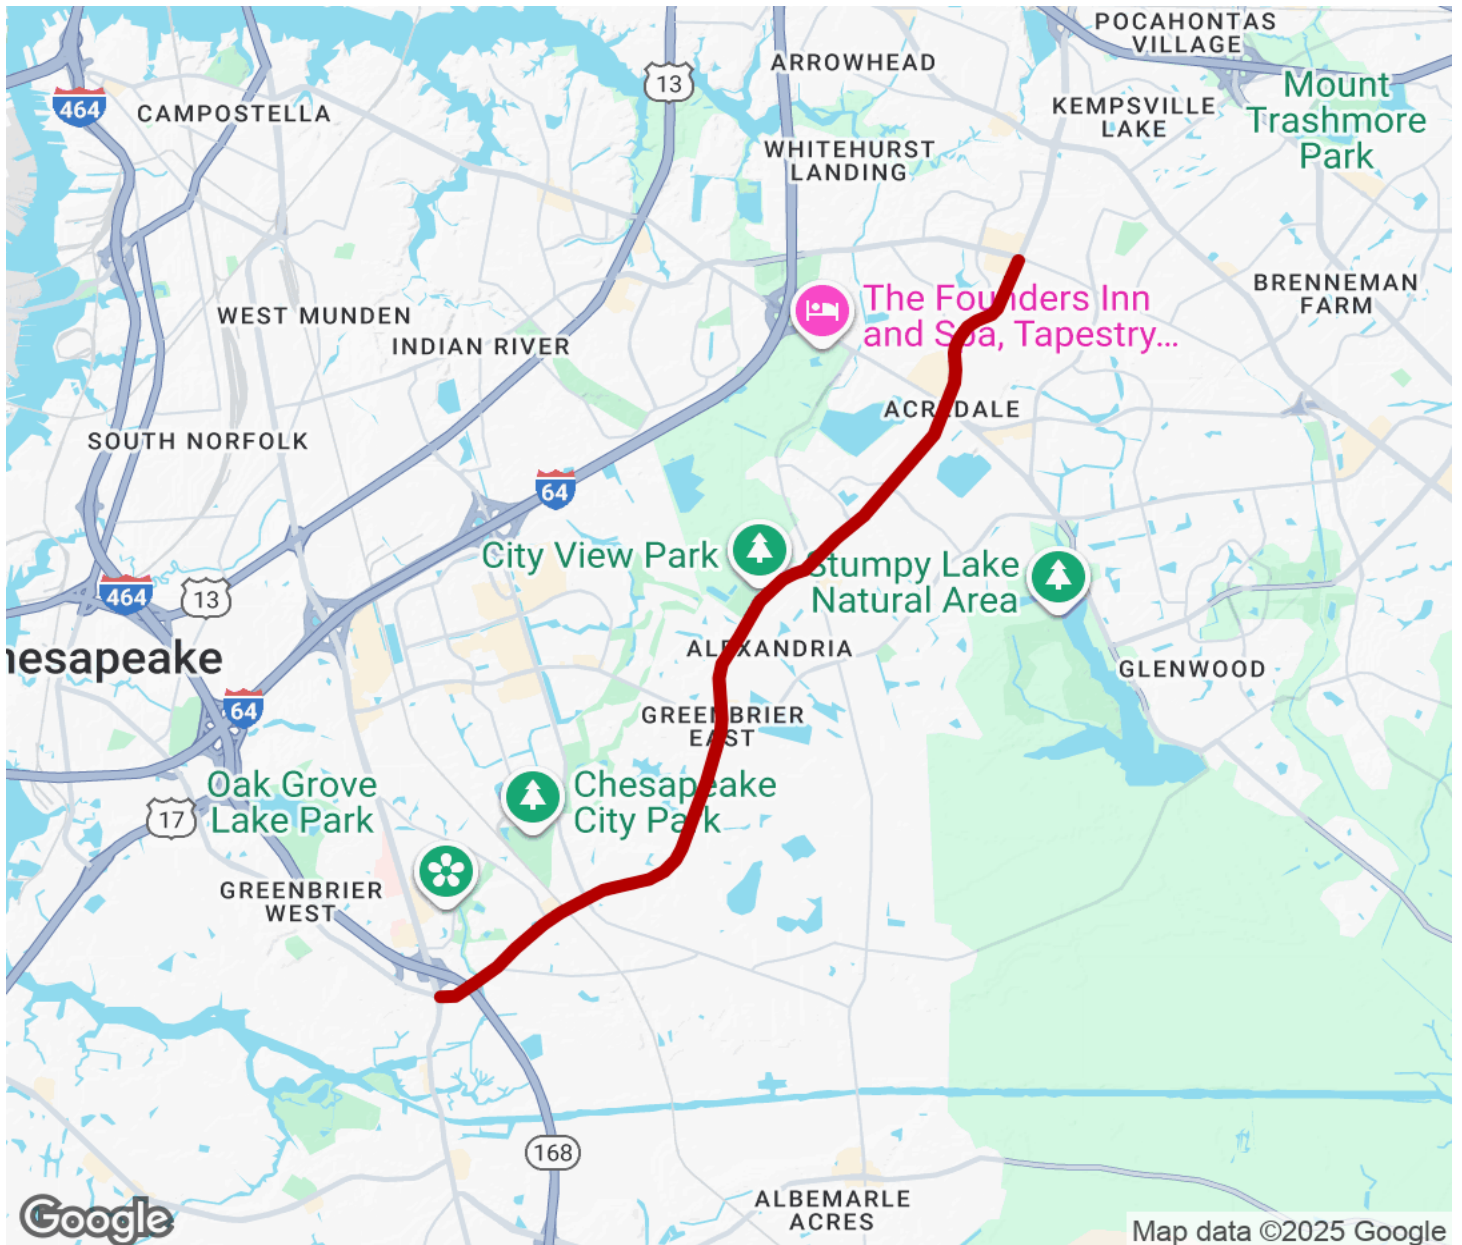 POCAHONTAS
VILLAGE
ARROWHEAD
13
464
CAMPOSTELLA
KEMPSVILLE
LAKE
Mount
Trashmore
Park
WHITEHURST
LANDING
The Founders Inn
and Spa, Tapestry...
BRENNEMAN
FARM
WEST MUNDEN
INDIAN RIVER
ACREDALE
SOUTH NORFOLK
64
City View Park
Stumpy Lake
Natural Area
464
13
hesapeake
ALEXANDRIA
GLENWOOD
64
GREENBRIER
EAST
Oak Grove
Lake Park
17
Chesapeake
City Park
GREENBRIER
WEST
168
ALBEMARLE
ACRES
Google
Map data ©2025 Google